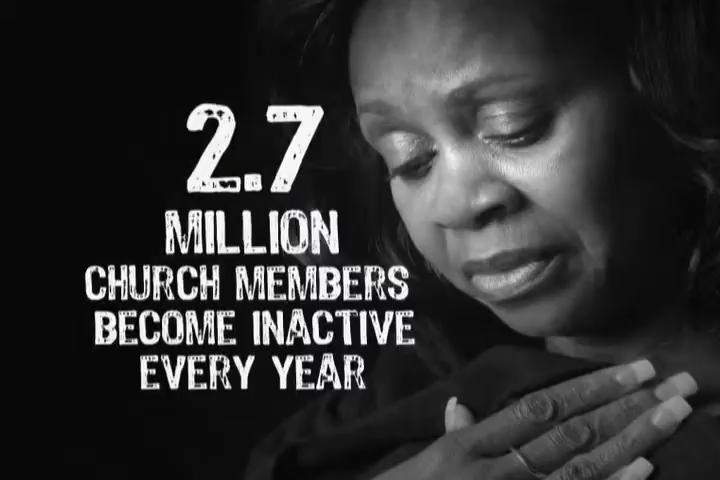 2.7
MILLION
CHURCH MEMBERS
BECOME INACTIVE
EVERY YEAR